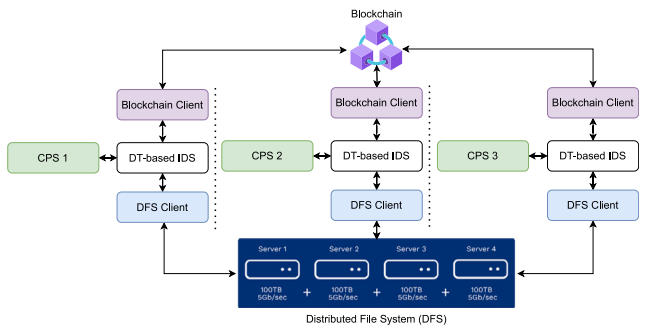 Blockchain
Blockchain Client
Blockchain Client
Blockchain Client
CPS 1
DT-based IDS
CPS 2
DT-based IDS
CPS 3
DT-based IDS
DFS Client
DFS Client
DFS Client
Server 1
Server 2
Server 3
Server 4
100TB + 100TB + 100TB + 100TB
5Gb/sec 5Gb/sec 5Gb/sec 5Gb/sec
Distributed File System (DFS)